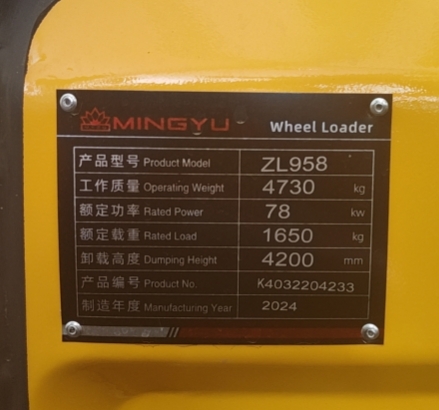 MINGYU Wheel Loader
产品型号 Product Model ZL958
工作质量 Operating Weight 4730 kg
额定功率 Rated Power 78 kw
额定载重 Rated Load 1650 kg
卸载高度 Dumping Height 4200 mm
产品编号 Product No. K4032204233
制造年度 Manufacturing Year 2024